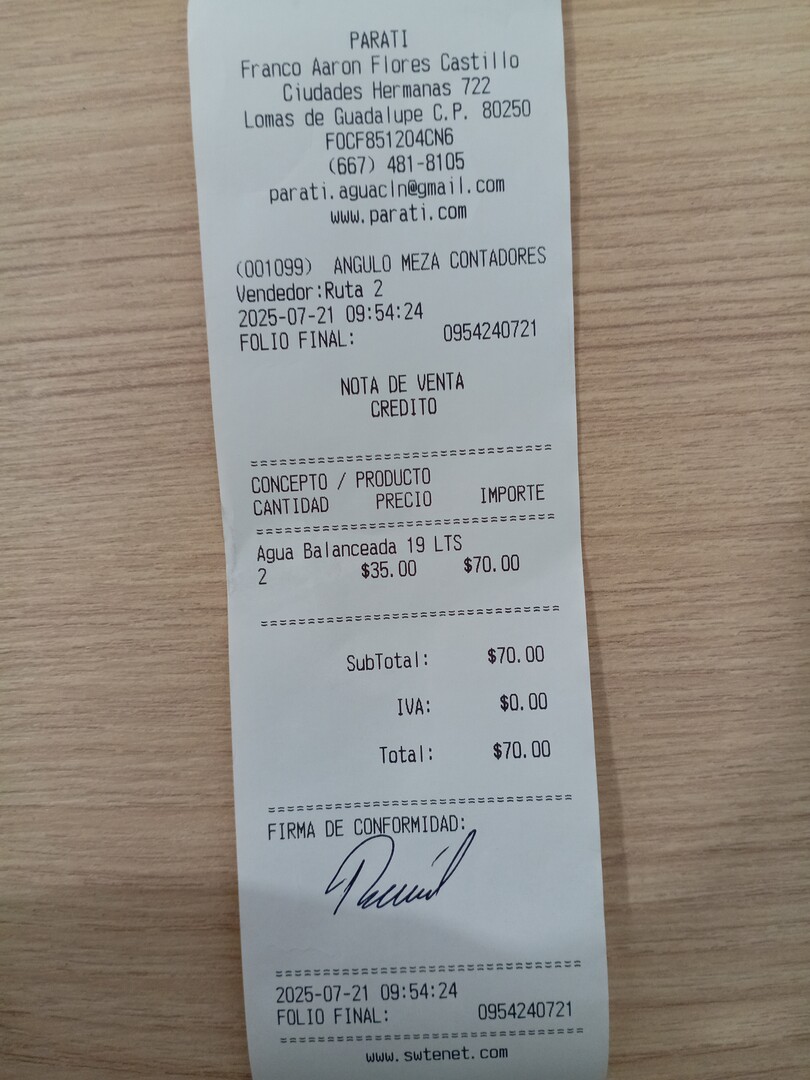 PARATI
Franco Aaron Flores Castillo
Ciudades Hermanas 722
Lomas de Guadalupe C.P. 80250
FOCF851204CN6
(667) 481-8105
parati.aguacln@gmail.com
www.parati.com
(001099) ANGULO MEZA CONTADORES
Vendedor:Ruta 2
2025-07-21 09:54:24
FOLIO FINAL: 0954240721
NOTA DE VENTA
CREDITO
CONCEPTO / PRODUCTO
CANTIDAD PRECIO IMPORTE
Agua Balanceada 19 LTS
2 $35.00 $70.00
SubTotal: $70.00
IVA: $0.00
Total: $70.00
FIRMA DE CONFORMIDAD:
2025-07-21 09:54:24
FOLIO FINAL: 0954240721
www.swtenet.com